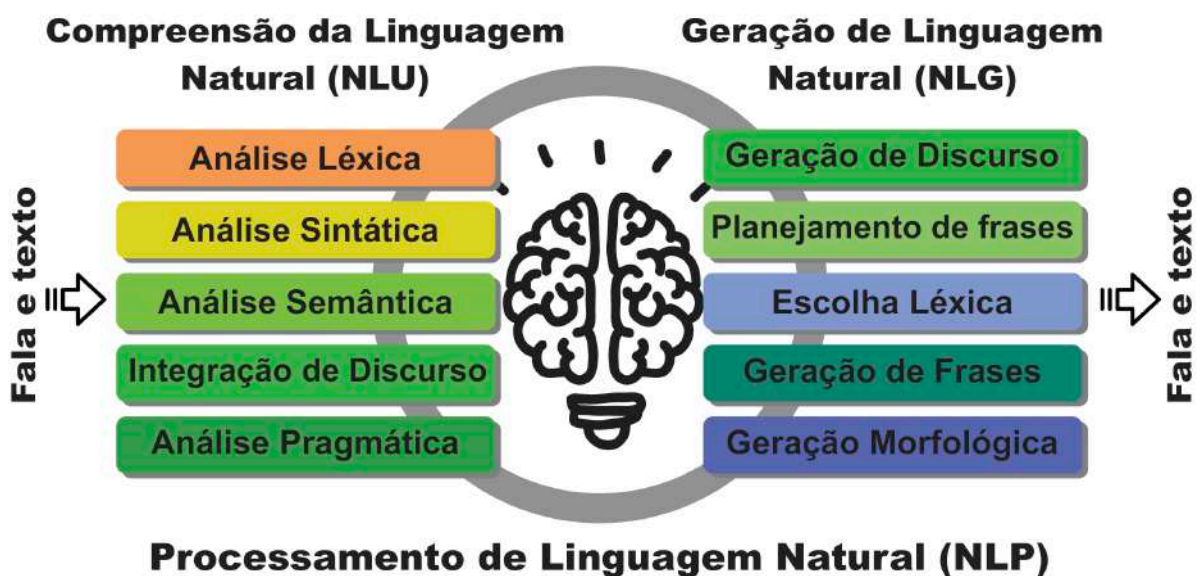 Compreensão da Linguagem
Natural (NLU)
Geração de Linguagem
Natural (NLG)
Fala e texto
Análise Léxica
Análise Sintática
Análise Semântica
Integração de Discurso
Análise Pragmática
Geração de Discurso
Planejamento de frases
Escolha Léxica
Geração de Frases
Geração Morfológica
Fala e texto
Processamento de Linguagem Natural (NLP)